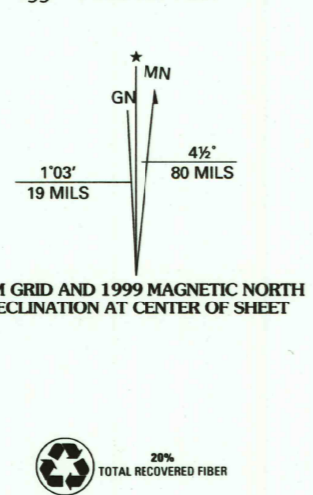 ★
MN
GN
4½°
1°03′
80 MILS
19 MILS
GRID AND 1999 MAGNETIC NORTH
ECLINATION AT CENTER OF SHEET
20%
TOTAL RECOVERED FIBER